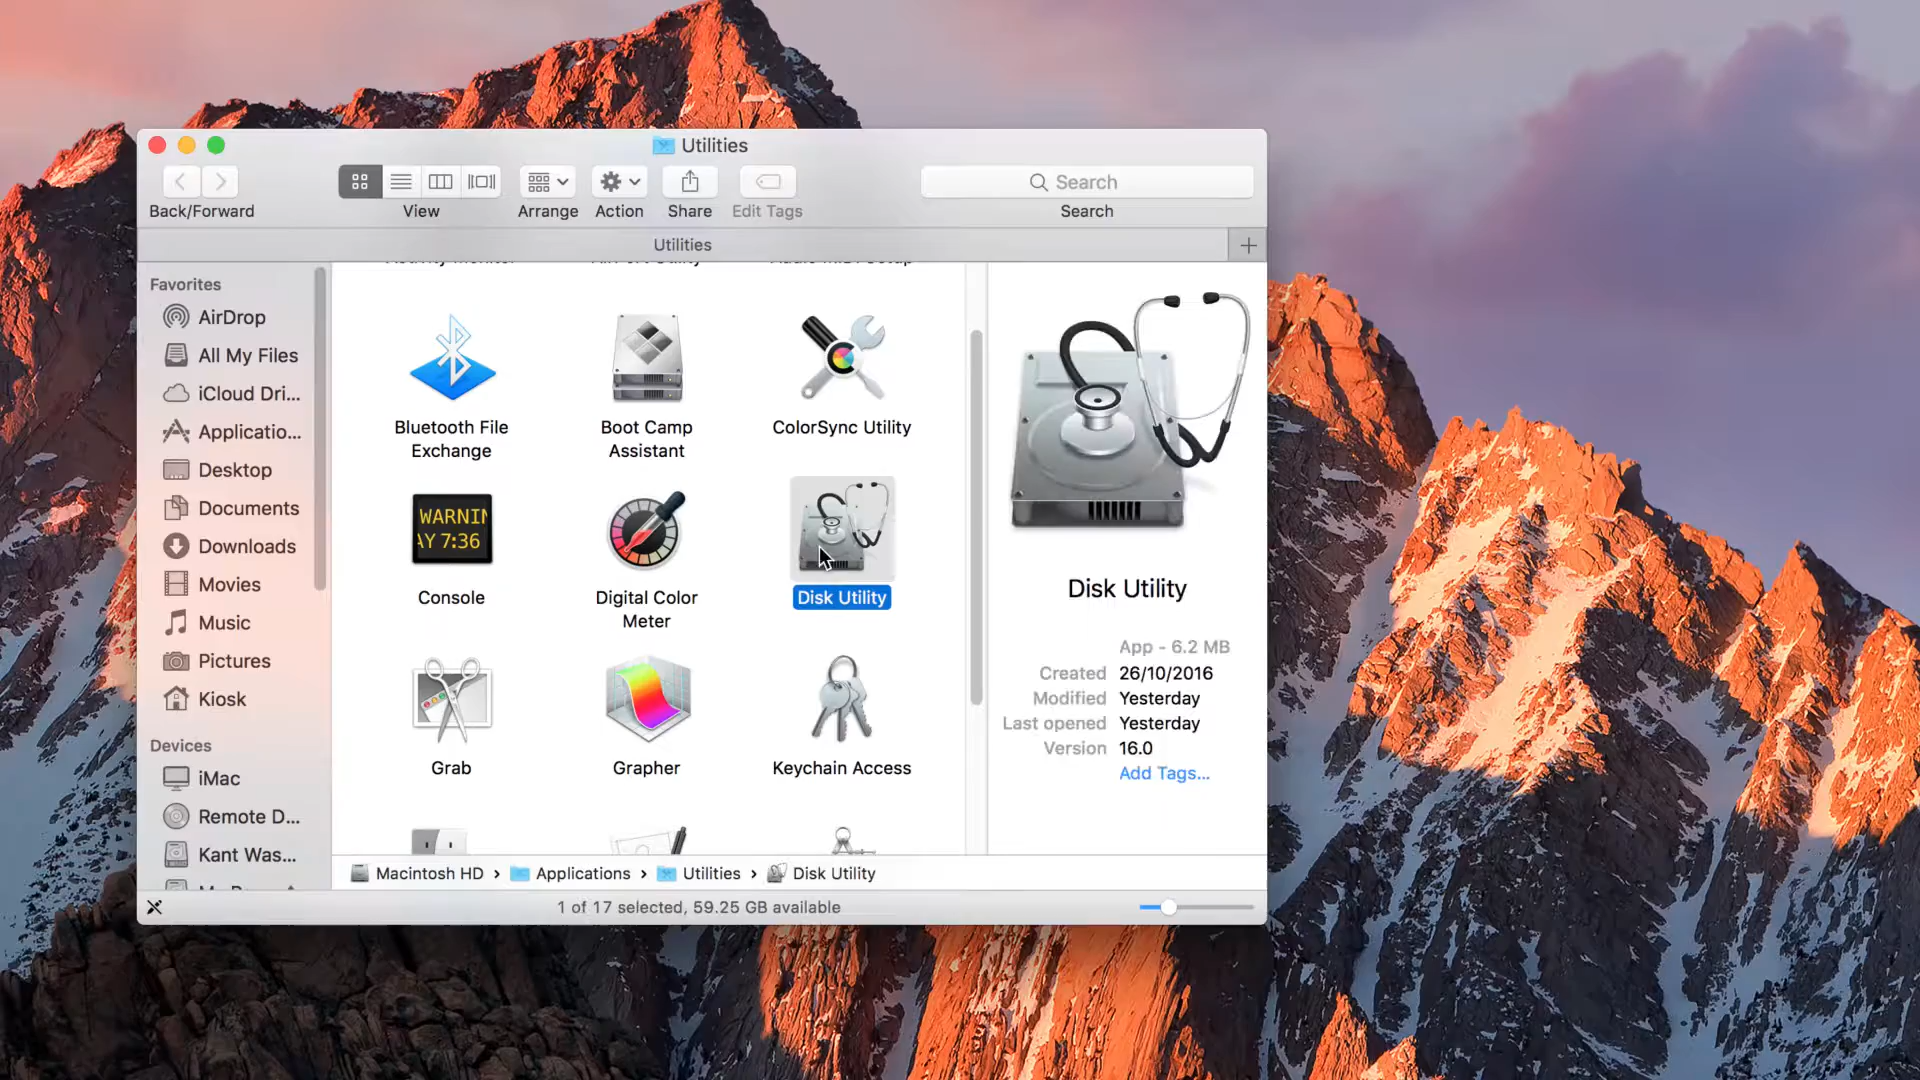 Utilities
Back/Forward
View
Arrange
Action
Share
Edit Tags
Search
Search
Utilities
Favorites
AirDrop
All My Files
iCloud Dri...
Applicatio...
Desktop
Documents
Downloads
Movies
Music
Pictures
Kiosk
Devices
iMac
Remote D...
Kant Was...
Bluetooth File
Exchange
Boot Camp
Assistant
ColorSync Utility
WARNIN
AY 7:36
Console
Digital Color
Meter
Disk Utility
Grab
Grapher
Keychain Access
Disk Utility
App - 6.2 MB
Created 26/10/2016
Modified Yesterday
Last opened Yesterday
Version 16.0
Add Tags...
Macintosh HD › Applications › Utilities › Disk Utility
1 of 17 selected, 59.25 GB available